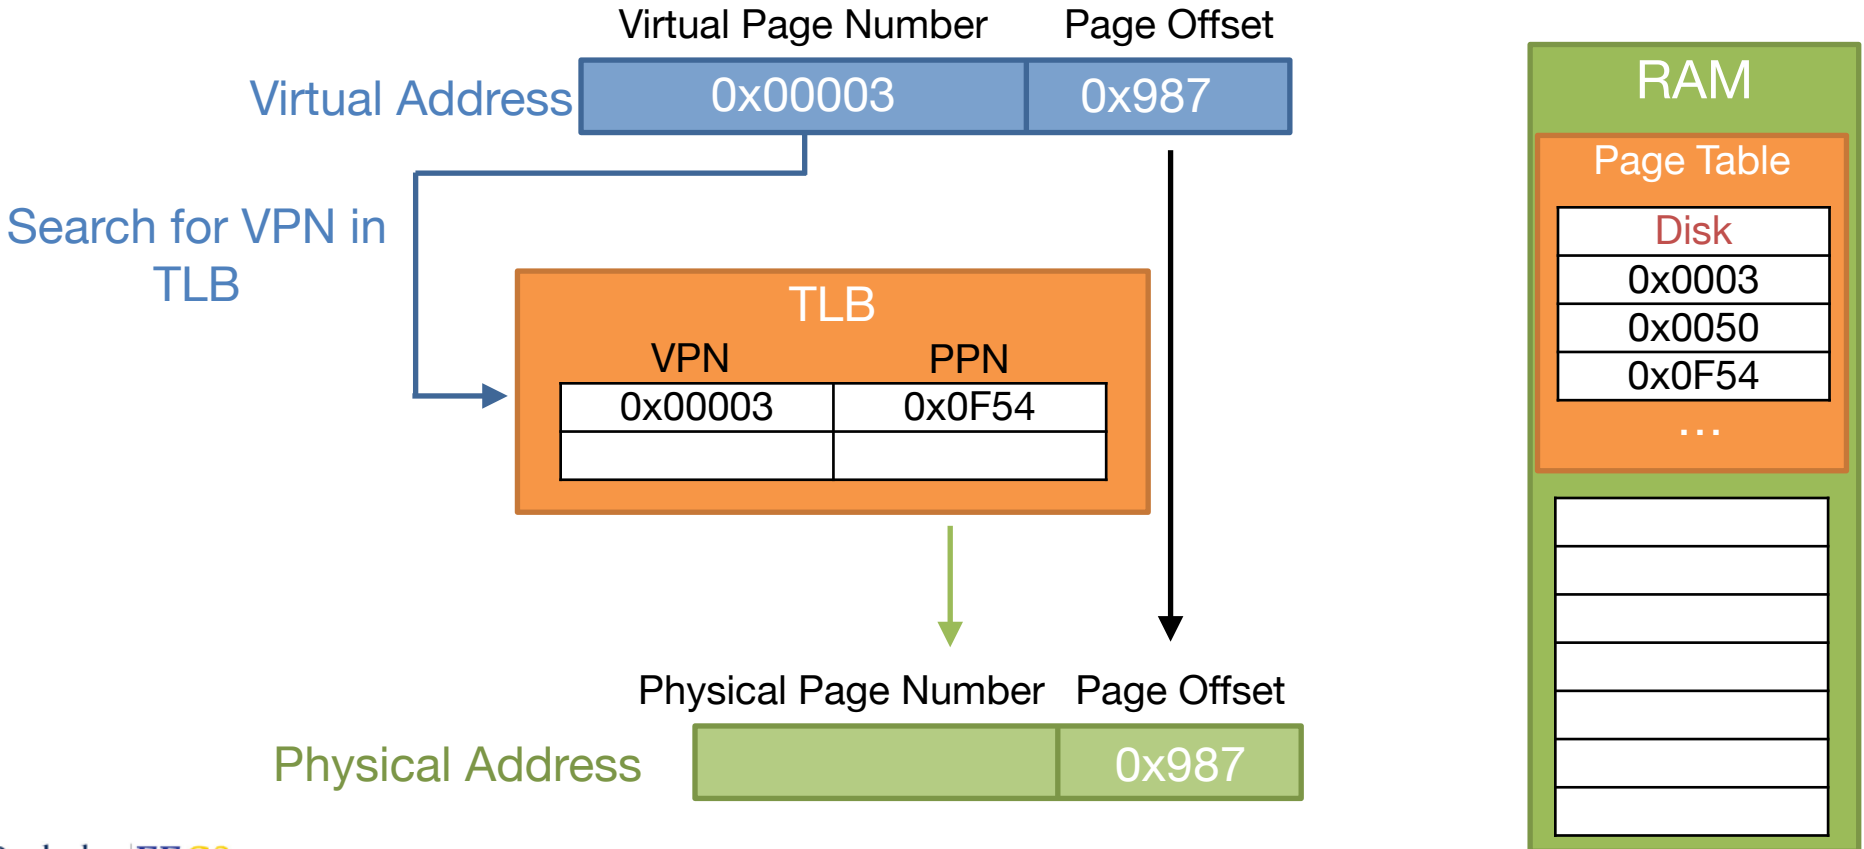 Virtual Page Number Page Offset
Virtual Address 0x00003 0x987
Search for VPN in
TLB
TLB
VPN PPN
0x00003 0x0F54
Physical Page Number Page Offset
Physical Address 0x987
RAM
Page Table
Disk
0x0003
0x0050
0x0F54
...